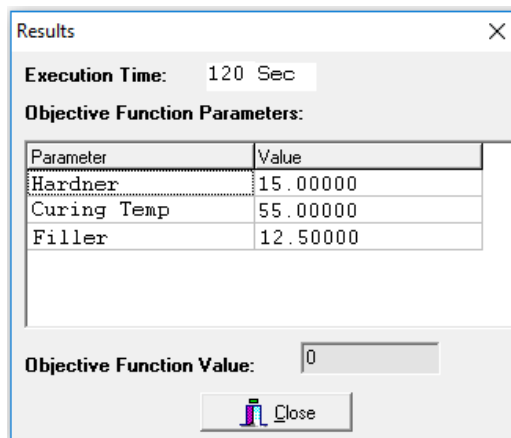 Results
Execution Time: 120 Sec
Objective Function Parameters:
Parameter Value
Hardner 15.00000
Curing Temp 55.00000
Filler 12.50000
Objective Function Value: 0
Close